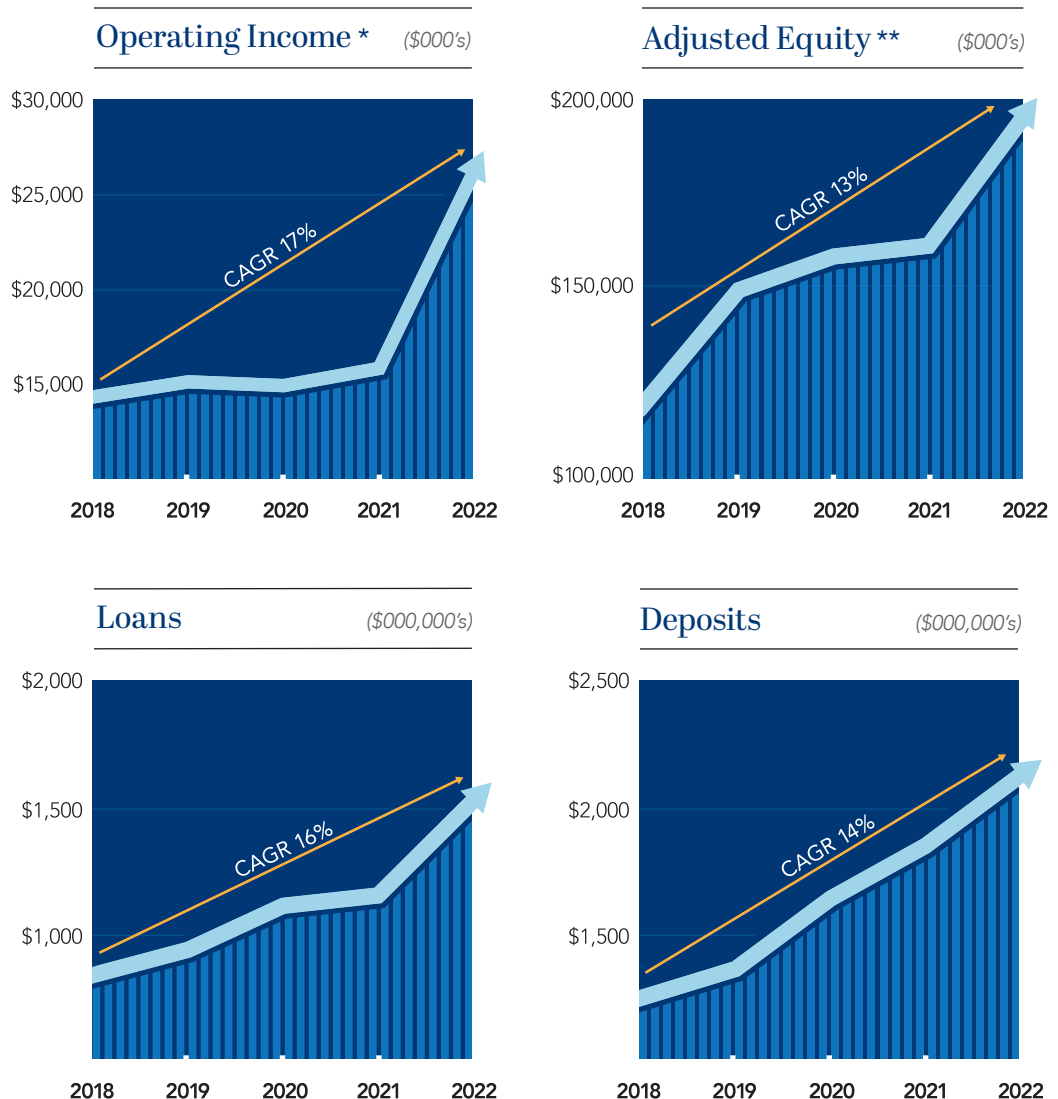 Operating Income * ($000's)
$30,000
$25,000
$20,000
$15,000
CAGR 17%
2018 2019 2020 2021 2022
Adjusted Equity ** ($000's)
$200,000
$150,000
$100,000
CAGR 13%
2018 2019 2020 2021 2022
Loans ($000,000's)
$2,000
$1,500
$1,000
CAGR 16%
2018 2019 2020 2021 2022
Deposits ($000,000's)
$2,500
$2,000
$1,500
CAGR 14%
2018 2019 2020 2021 2022